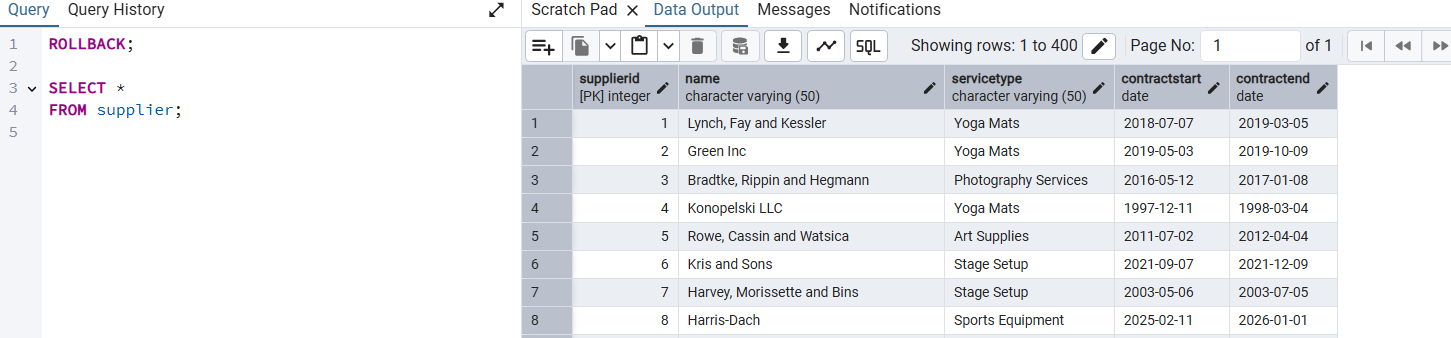 Query Query History
1 ROLLBACK;
2
3 SELECT *
4 FROM supplier;
5
Scratch Pad Data Output Messages Notifications
SQL Showing rows: 1 to 400 Page No: 1 of 1
supplierid name servicetype contractstart contractend
[PK] integer character varying (50) character varying (50) date date
1 1 Lynch, Fay and Kessler Yoga Mats 2018-07-07 2019-03-05
2 2 Green Inc Yoga Mats 2019-05-03 2019-10-09
3 3 Bradtke, Rippin and Hegmann Photography Services 2016-05-12 2017-01-08
4 4 Konopelski LLC Yoga Mats 1997-12-11 1998-03-04
5 5 Rowe, Cassin and Watsica Art Supplies 2011-07-02 2012-04-04
6 6 Kris and Sons Stage Setup 2021-09-07 2021-12-09
7 7 Harvey, Morissette and Bins Stage Setup 2003-05-06 2003-07-05
8 8 Harris-Dach Sports Equipment 2025-02-11 2026-01-01